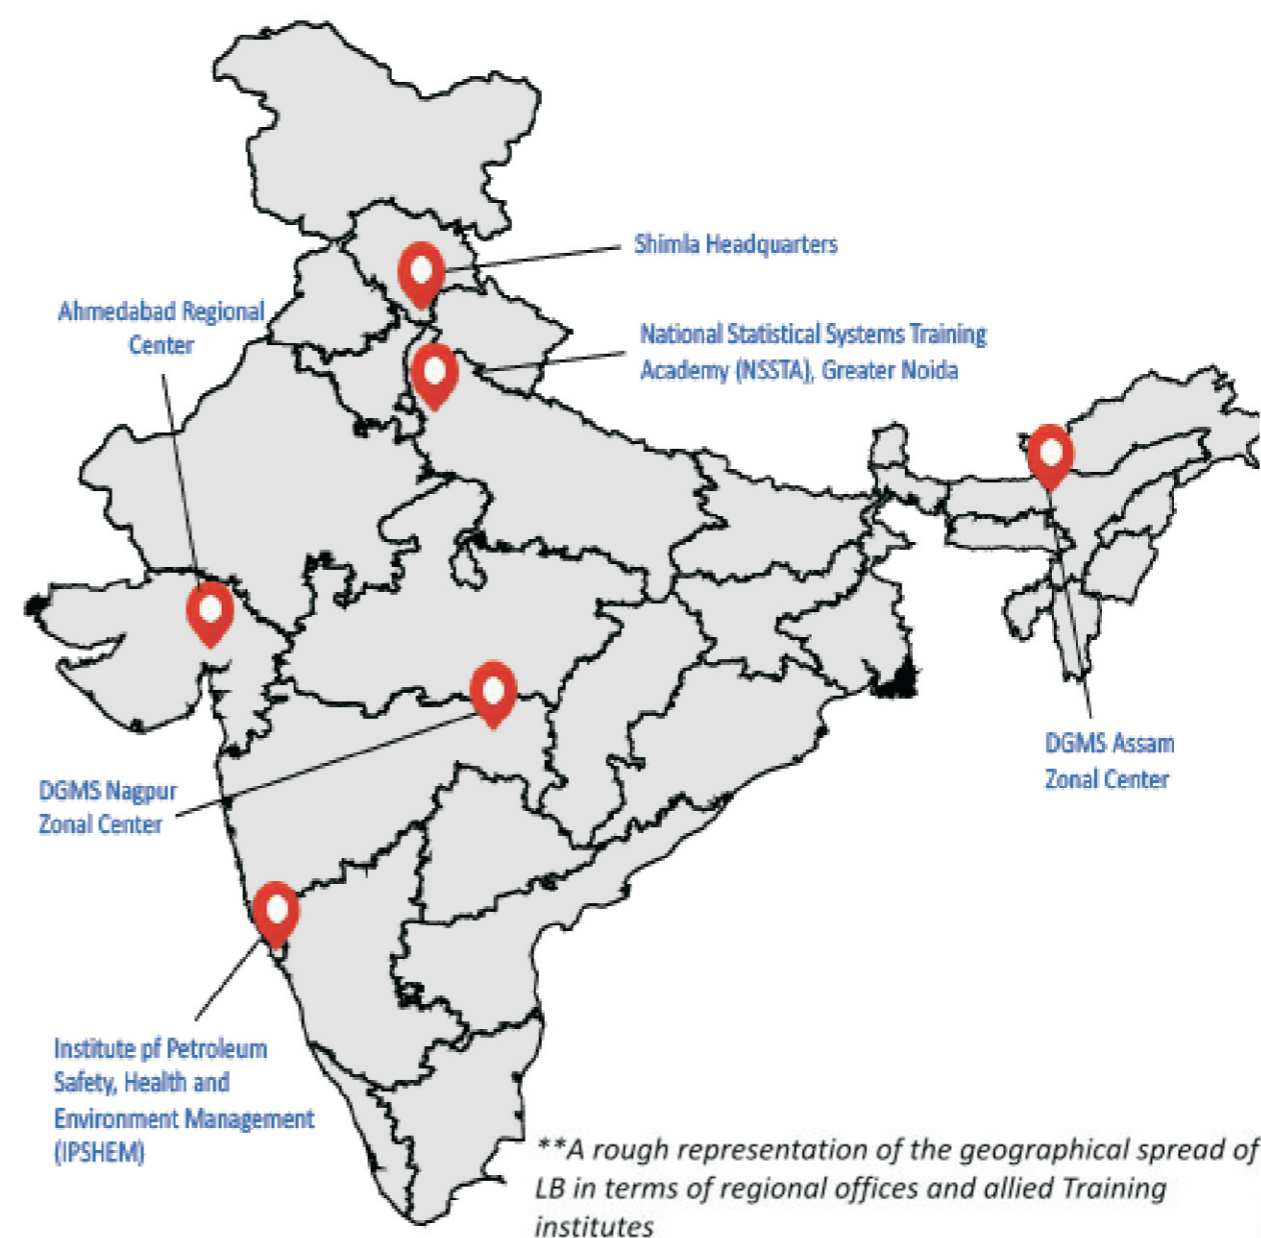 Shimla Headquarters
Ahmedabad Regional
Center
National Statistical Systems Training
Academy (NSSTA), Greater Noida
DGMS Assam
Zonal Center
DGMS Nagpur
Zonal Center
Institute pf Petroleum
Safety, Health and
Environment Management
(IPSHEM)
**A rough representation of the geographical spread of
LB in terms of regional offices and allied Training
institutes